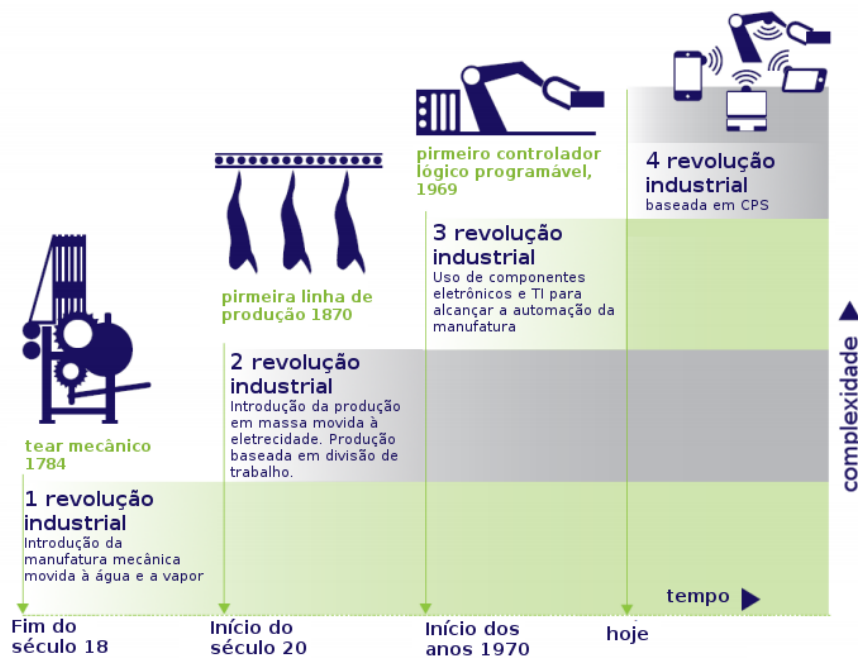 tear mecânico
1784
1 revolução
industrial
Introdução da
manufatura mecânica
movida à água e a vapor
Fim do
século 18
pirmeira linha de
produção 1870
2 revolução
industrial
Introdução da produção
em massa movida à
eletrecidade. Produção
baseada em divisão de
trabalho.
Início do
século 20
pirmeiro controlador
lógico programável,
1969
3 revolução
industrial
Uso de componentes
eletrônicos e TI para
alcançar a automação da
manufatura
Início dos
anos 1970
4 revolução
industrial
baseada em CPS
hoje
tempo
complexidade